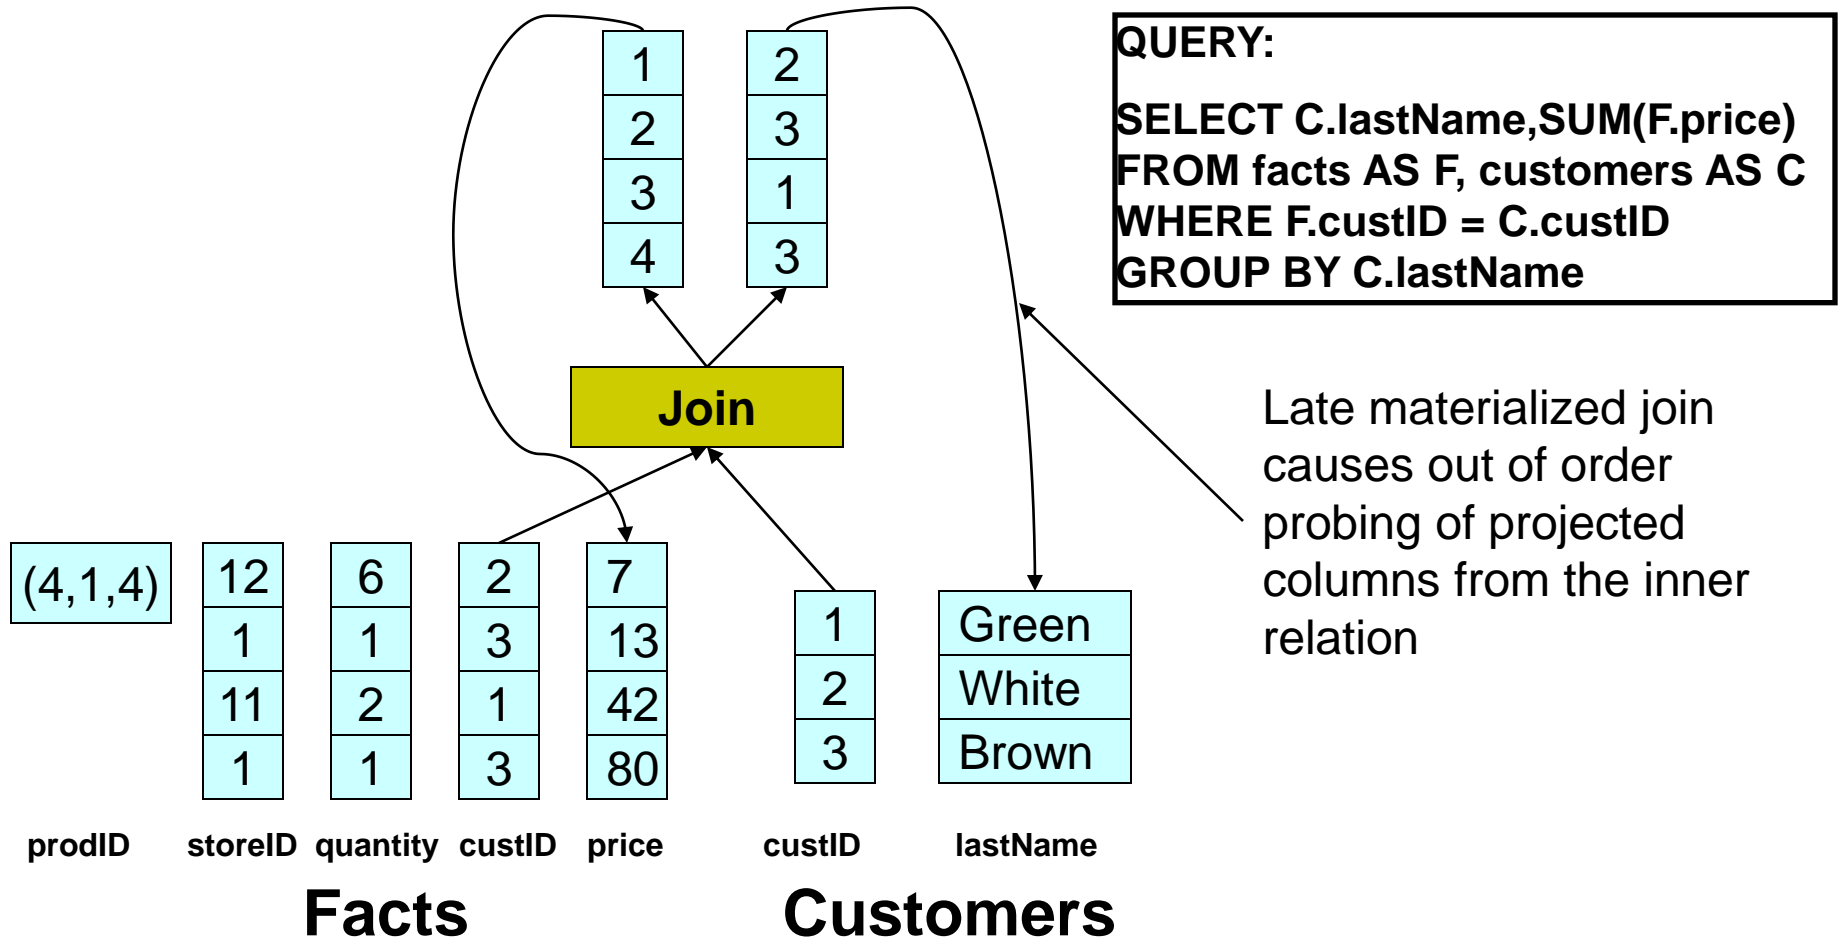 1
2
3
4
2
3
1
3
QUERY:
SELECT C.lastName,SUM(F.price)
FROM facts AS F, customers AS C
WHERE F.custID = C.custID
GROUP BY C.lastName
Join
Late materialized join
causes out of order
probing of projected
columns from the inner
relation
(4,1,4)
12
1
11
1
6
1
2
1
2
3
1
3
7
13
42
80
1
2
3
Green
White
Brown
prodID
storeID
quantity
custID
price
custID
lastName
Facts
Customers